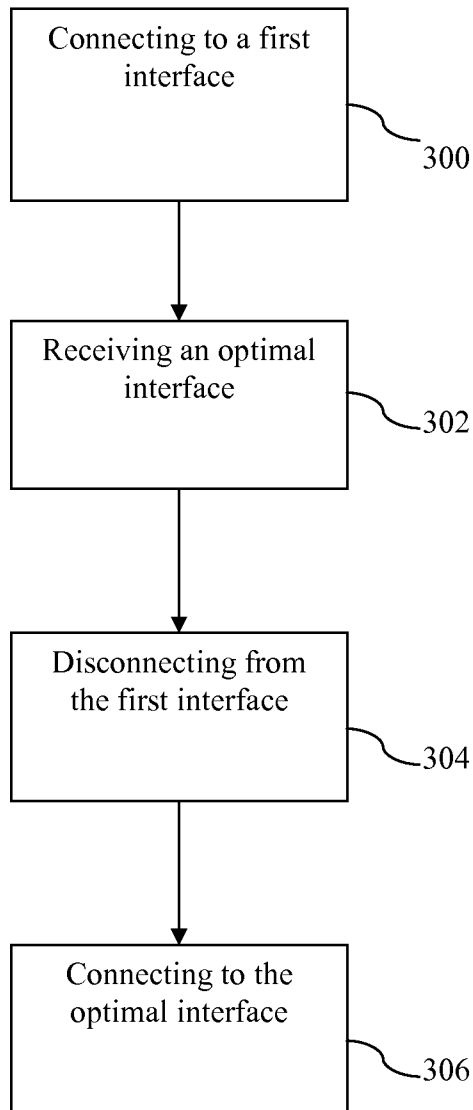 Connecting to a first
interface
300
Receiving an optimal
interface
302
Disconnecting from
the first interface
304
Connecting to the
optimal interface
306